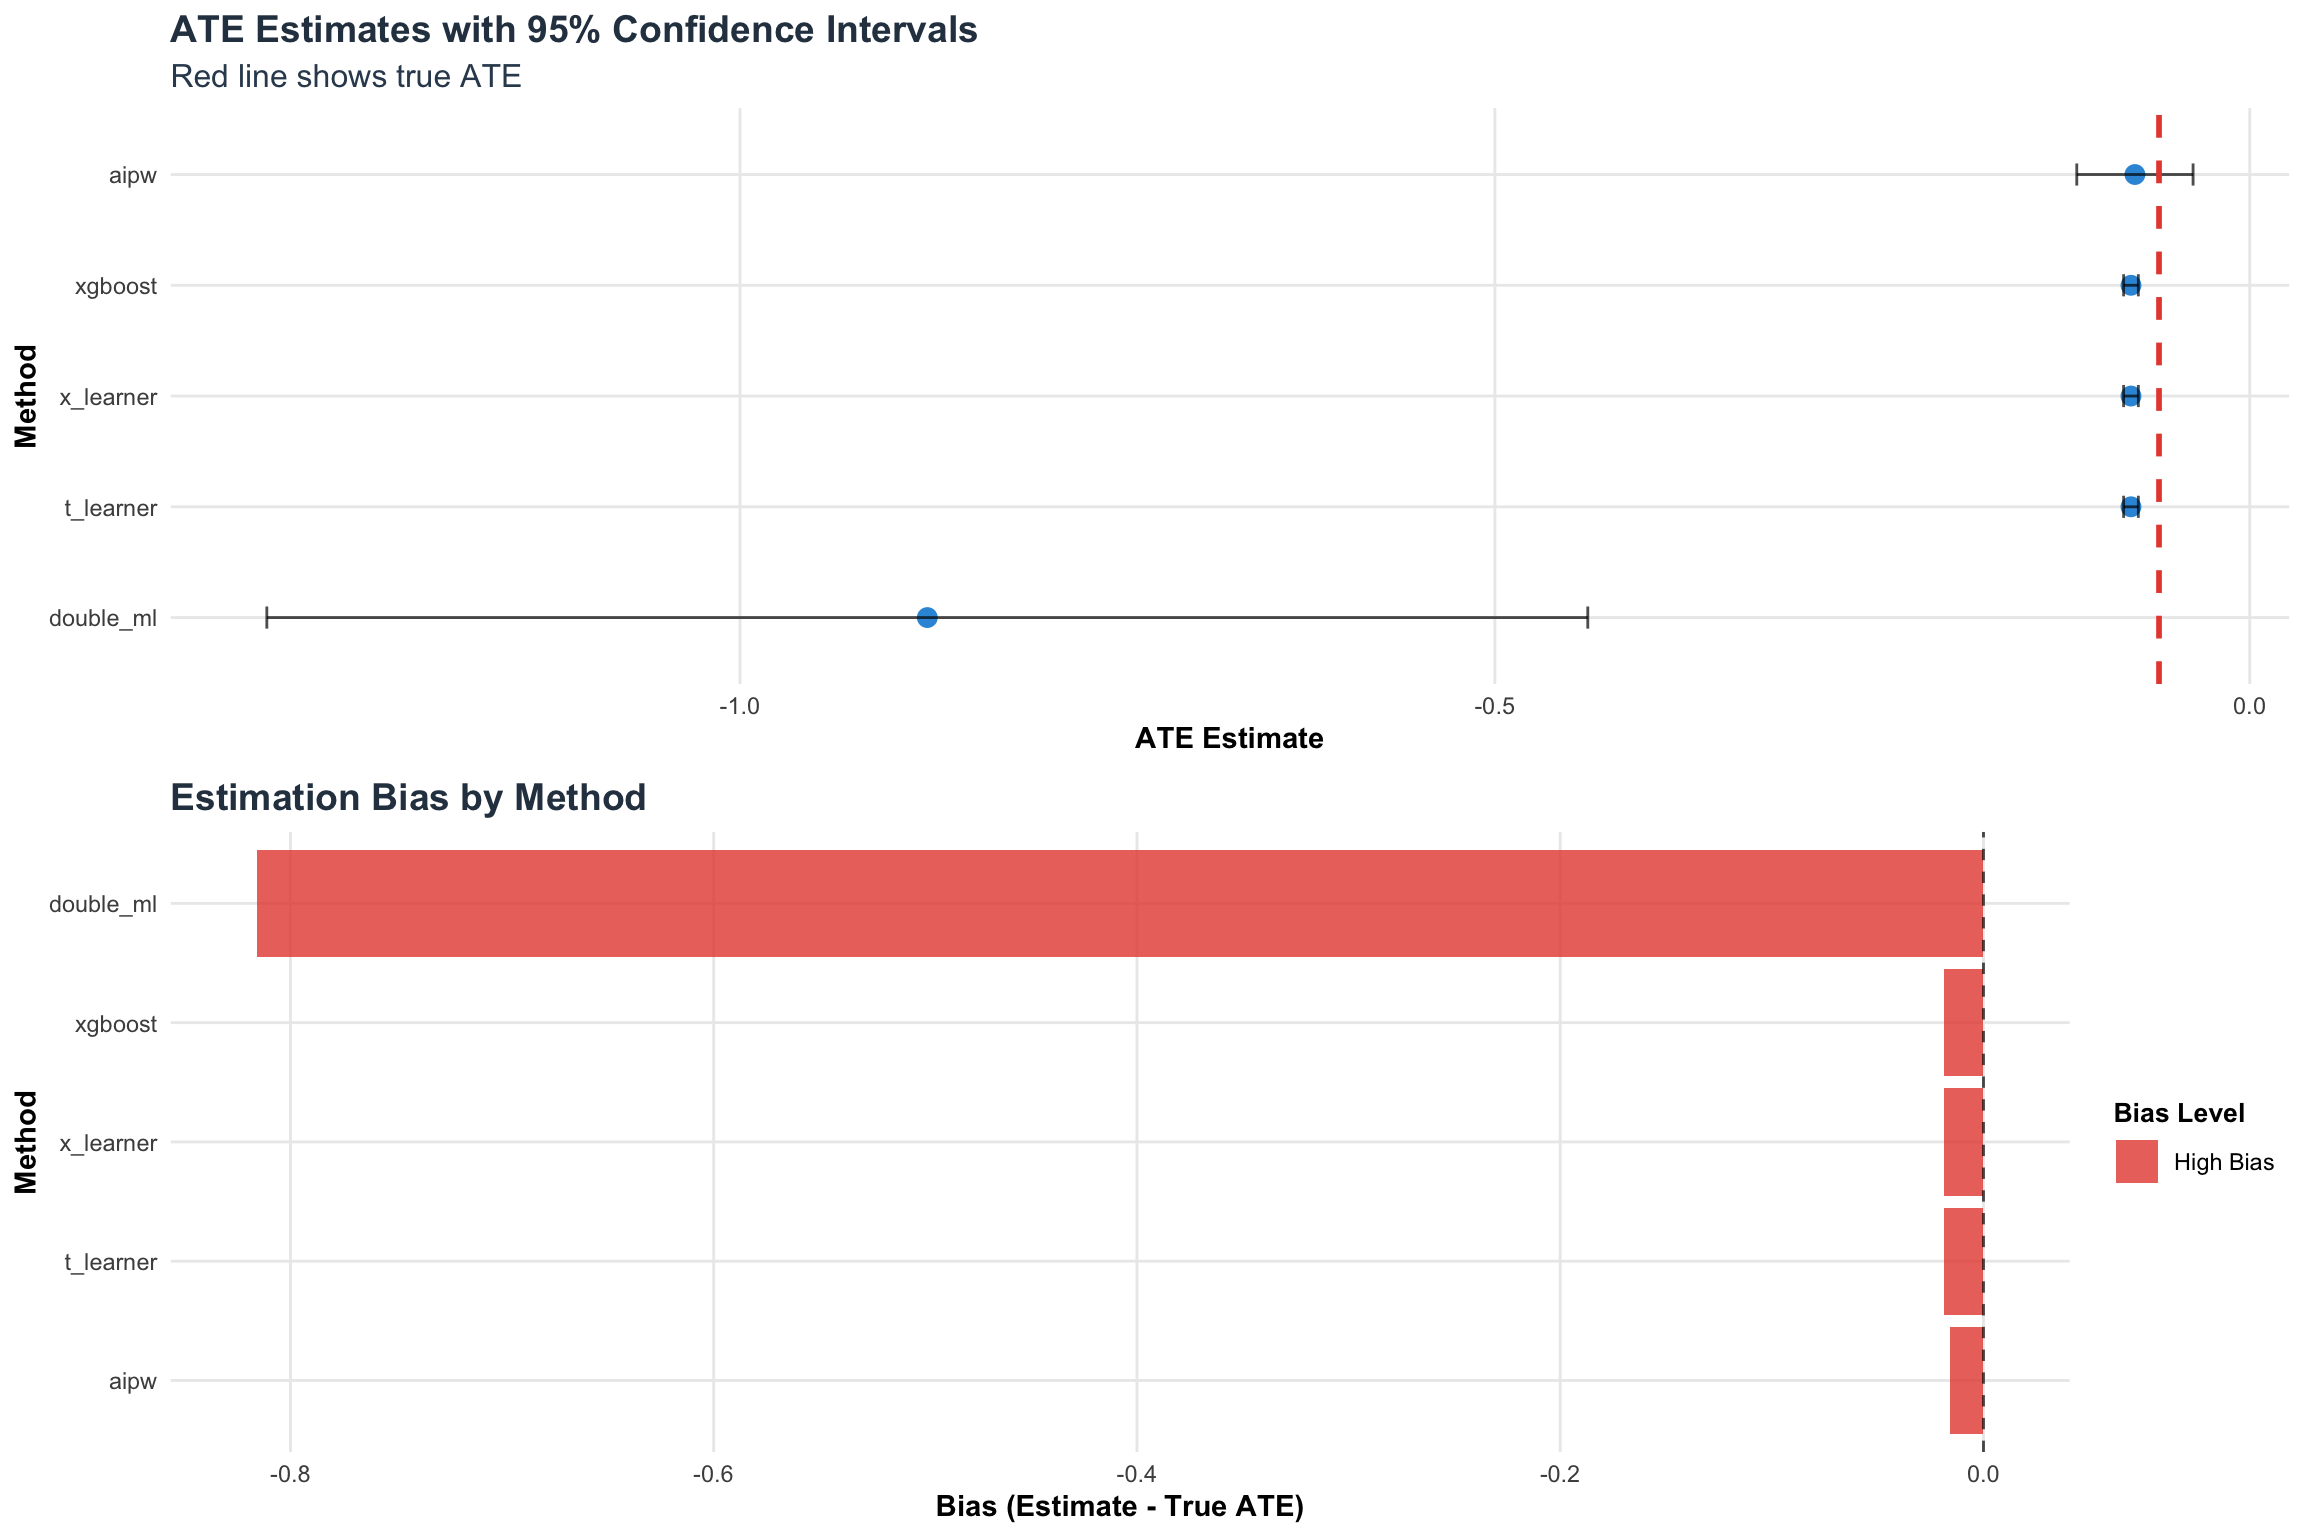 ATE Estimates with 95% Confidence Intervals
Red line shows true ATE
Method
aipw
xgboost
x_learner
t_learner
double_ml
-1.0
-0.5
0.0
ATE Estimate
Estimation Bias by Method
Method
double_ml
xgboost
x_learner
t_learner
aipw
-0.8
-0.6
-0.4
-0.2
0.0
Bias (Estimate - True ATE)
Bias Level
High Bias